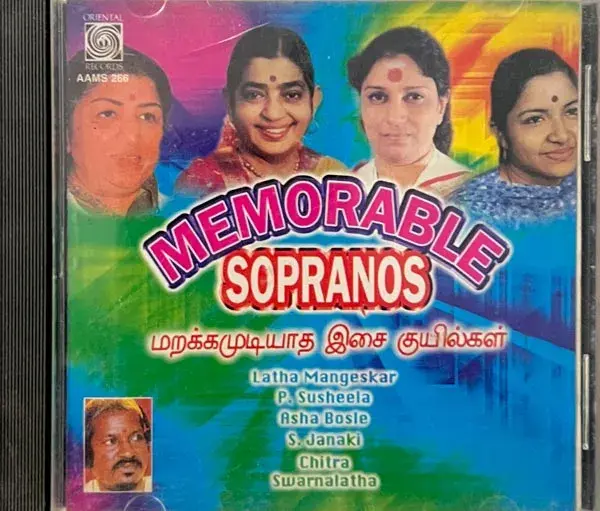 ORIENTAL
RECORDS
AAMS 266
MEMORABLE
SOPRANOS
மறக்கமுடியாத இசை குயில்கள்
Latha Mangeskar
P. Susheela
Asha Bosle
S. Janaki
Chitra
Swarnalatha